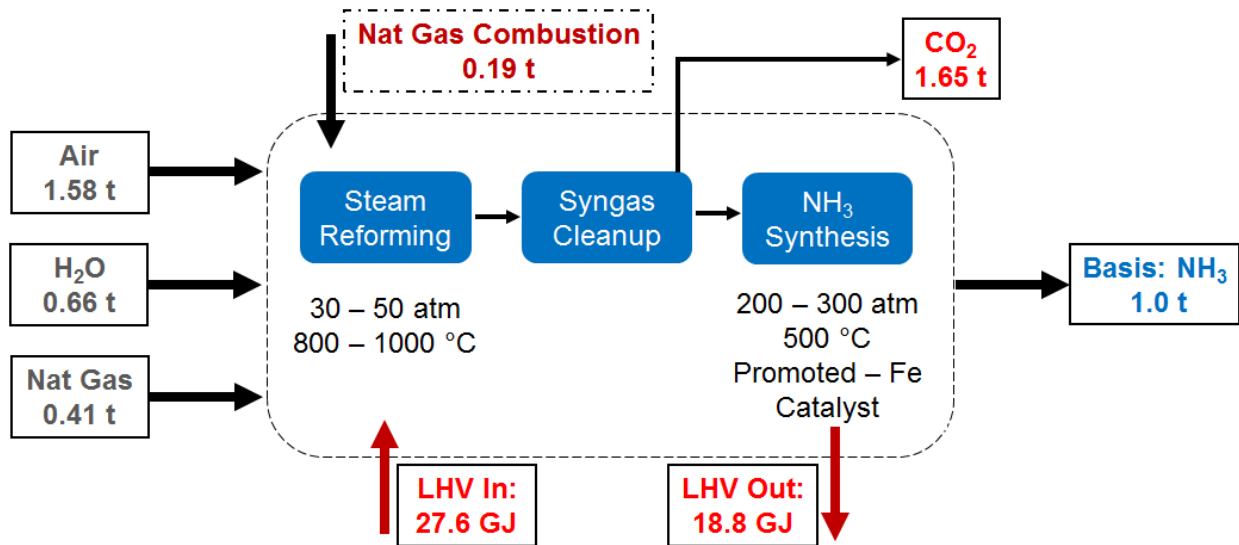 Nat Gas Combustion
0.19 t
CO₂
1.65 t
Air
1.58 t
H₂O
0.66 t
Nat Gas
0.41 t
Steam
Reforming
Syngas
Cleanup
NH₃
Synthesis
30 – 50 atm
800 – 1000 °C
200 – 300 atm
500 °C
Promoted – Fe
Catalyst
Basis: NH₃
1.0 t
LHV In:
27.6 GJ
LHV Out:
18.8 GJ